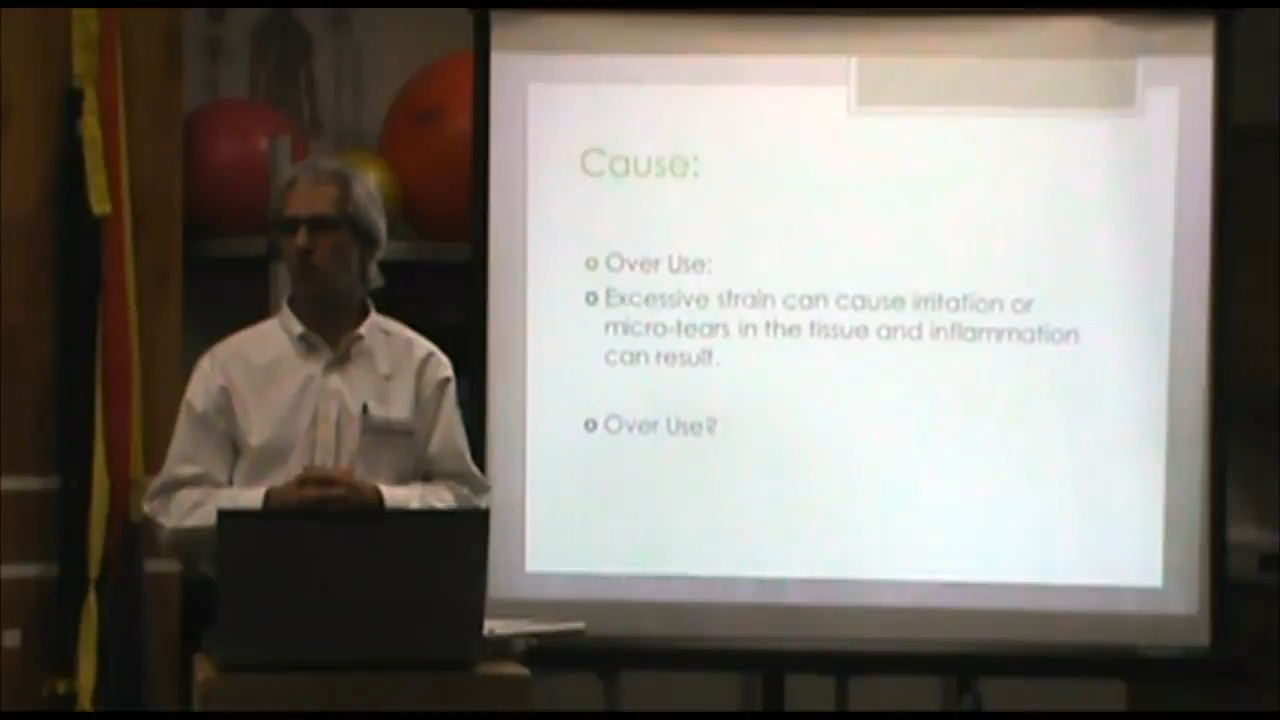 Cause:
o Over Use:
o Excessive strain can cause irritation or
micro-tears in the tissue and inflammation
can result.
o Over Use?